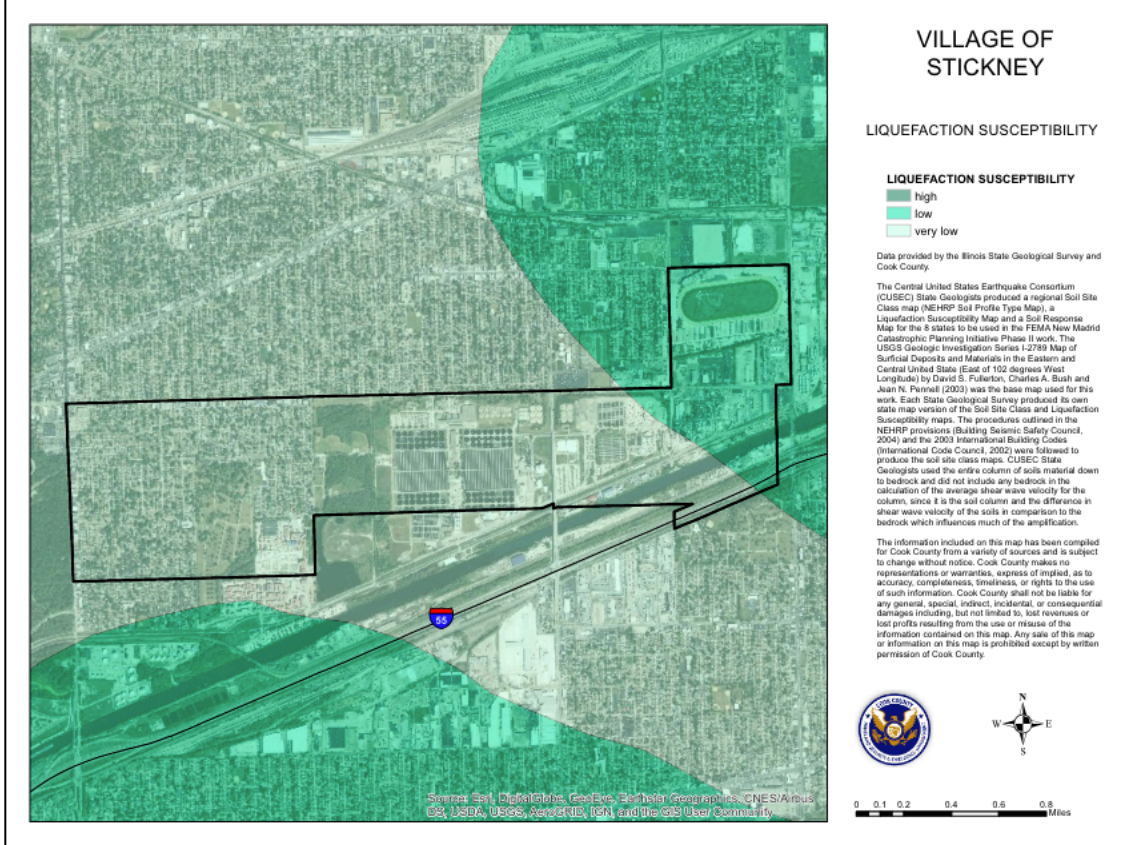 VILLAGE OF
STICKNEY
LIQUEFACTION SUSCEPTIBILITY
LIQUEFACTION SUSCEPTIBILITY
high
low
very low
Data provided by the Illinois State Geological Survey and
Cook County.
The Central United States Earthquake Consortium
(CUSEC) State Geologists produced a regional Soil Site
Class map (NEHRP Soil Profile Type Map), a
Liquefaction Susceptibility Map and a Soil Response
Map for the 8 states to be used in the FEMA New Madrid
Catastrophic Planning Initiative Phase II work. The
USGS Geologic Investigation Series I-2789 Map of
Surficial Deposits and Materials in the Eastern and
Central United State (East of 102 degrees West
Longitude) by David S. Fullerton, Charles A. Bush and
Jean N. Pennell (2003) was the base map used for this
work. Each State Geological Survey produced its own
state map version of the Soil Site Class and Liquefaction
Susceptibility maps. The procedures outlined in the
NEHRP provisions (Building Seismic Safety Council,
2004) and the 2003 International Building Codes
(International Code Council, 2002) were followed to
produce the soil site class maps. CUSEC State
Geologists used the entire column of soils material down
to bedrock and did not include any bedrock in the
calculation of the average shear wave velocity for the
column, since it is the soil column and the difference in
shear wave velocity of the soils in comparison to the
bedrock which influences much of the amplification.
The information included on this map has been compiled
for Cook County from a variety of sources and is subject
to change without notice. Cook County makes no
representations or warranties, express of implied, as to
accuracy, completeness, timeliness, or rights to the use
of such information. Cook County shall not be liable for
any general, special, indirect, incidental, or consequential
damages including, but not limited to, lost revenues or
lost profits resulting from the use or misuse of the
information contained on this map. Any sale of this map
or information on this map is prohibited except by written
permission of Cook County.
55
COOK COUNTY
N
W E
S
Source: Esri, DigitalGlobe, GeoEye, Earthstar Geographics, CNES/Airbus
DS, USDA, USGS, AeroGRID, IGN, and the GIS User Community
0 0.1 0.2 0.4 0.6 0.8
Miles